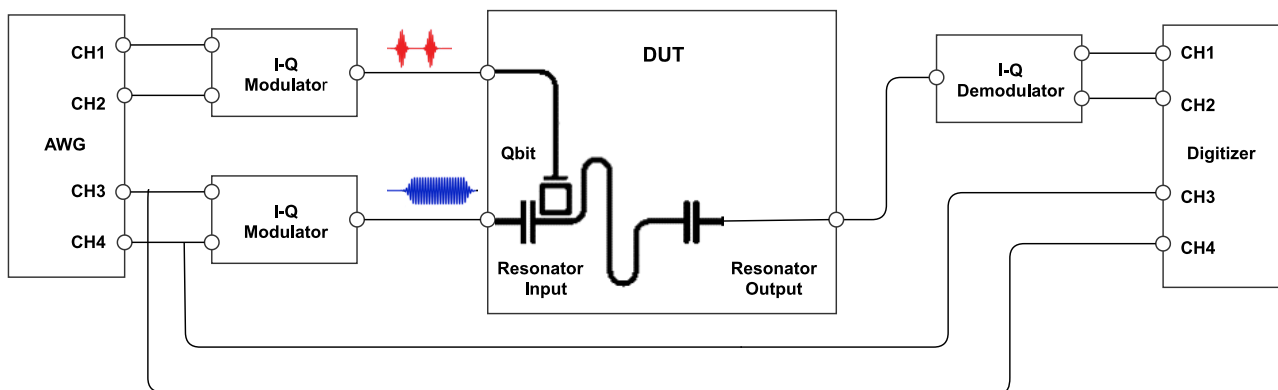 CH1
CH2
AWG
CH3
CH4
I-Q
Modulator
I-Q
Modulator
DUT
Qbit
Resonator
Input
Resonator
Output
I-Q
Demodulator
CH1
CH2
Digitizer
CH3
CH4